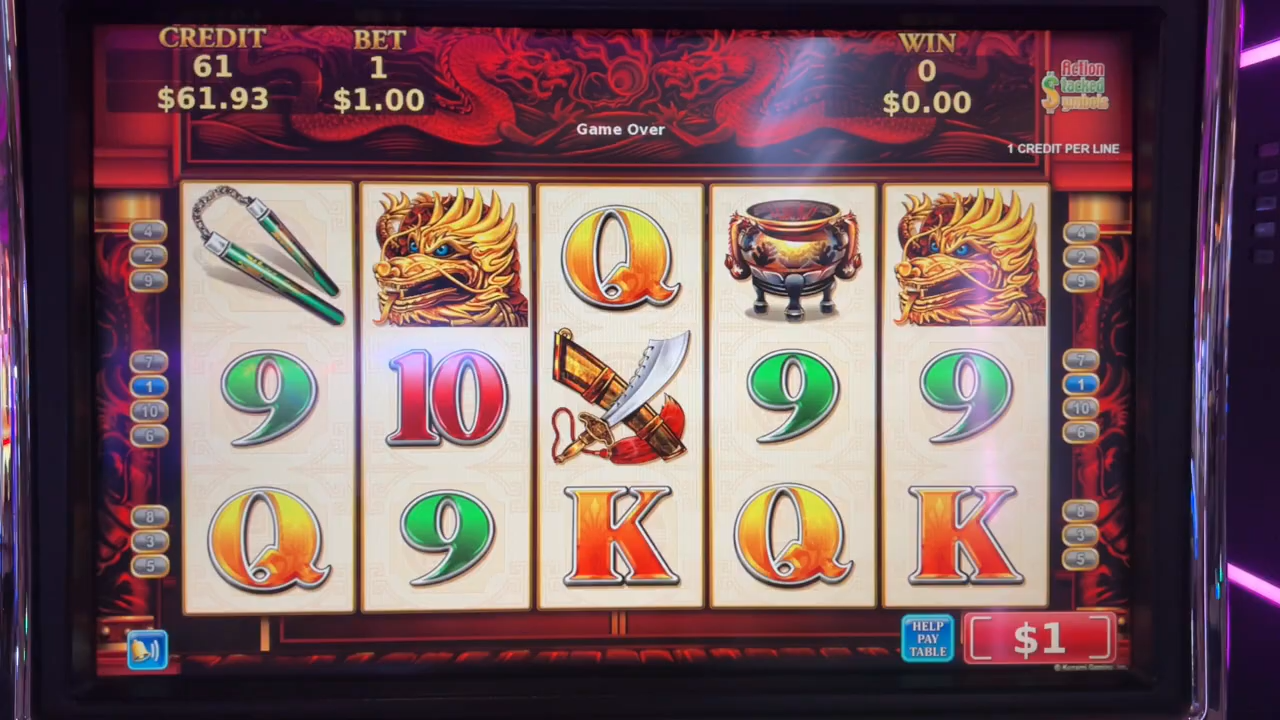 CREDIT
61
$61.93
BET
1
$1.00
WIN
0
$0.00
Action
Stacked
Symbols
Game Over
1 CREDIT PER LINE
4
2
9
7
1
10
6
8
3
5
4
2
9
7
1
10
6
8
3
5
Q
9
10
9
9
Q
9
K
Q
K
HELP
PAY
TABLE
$1